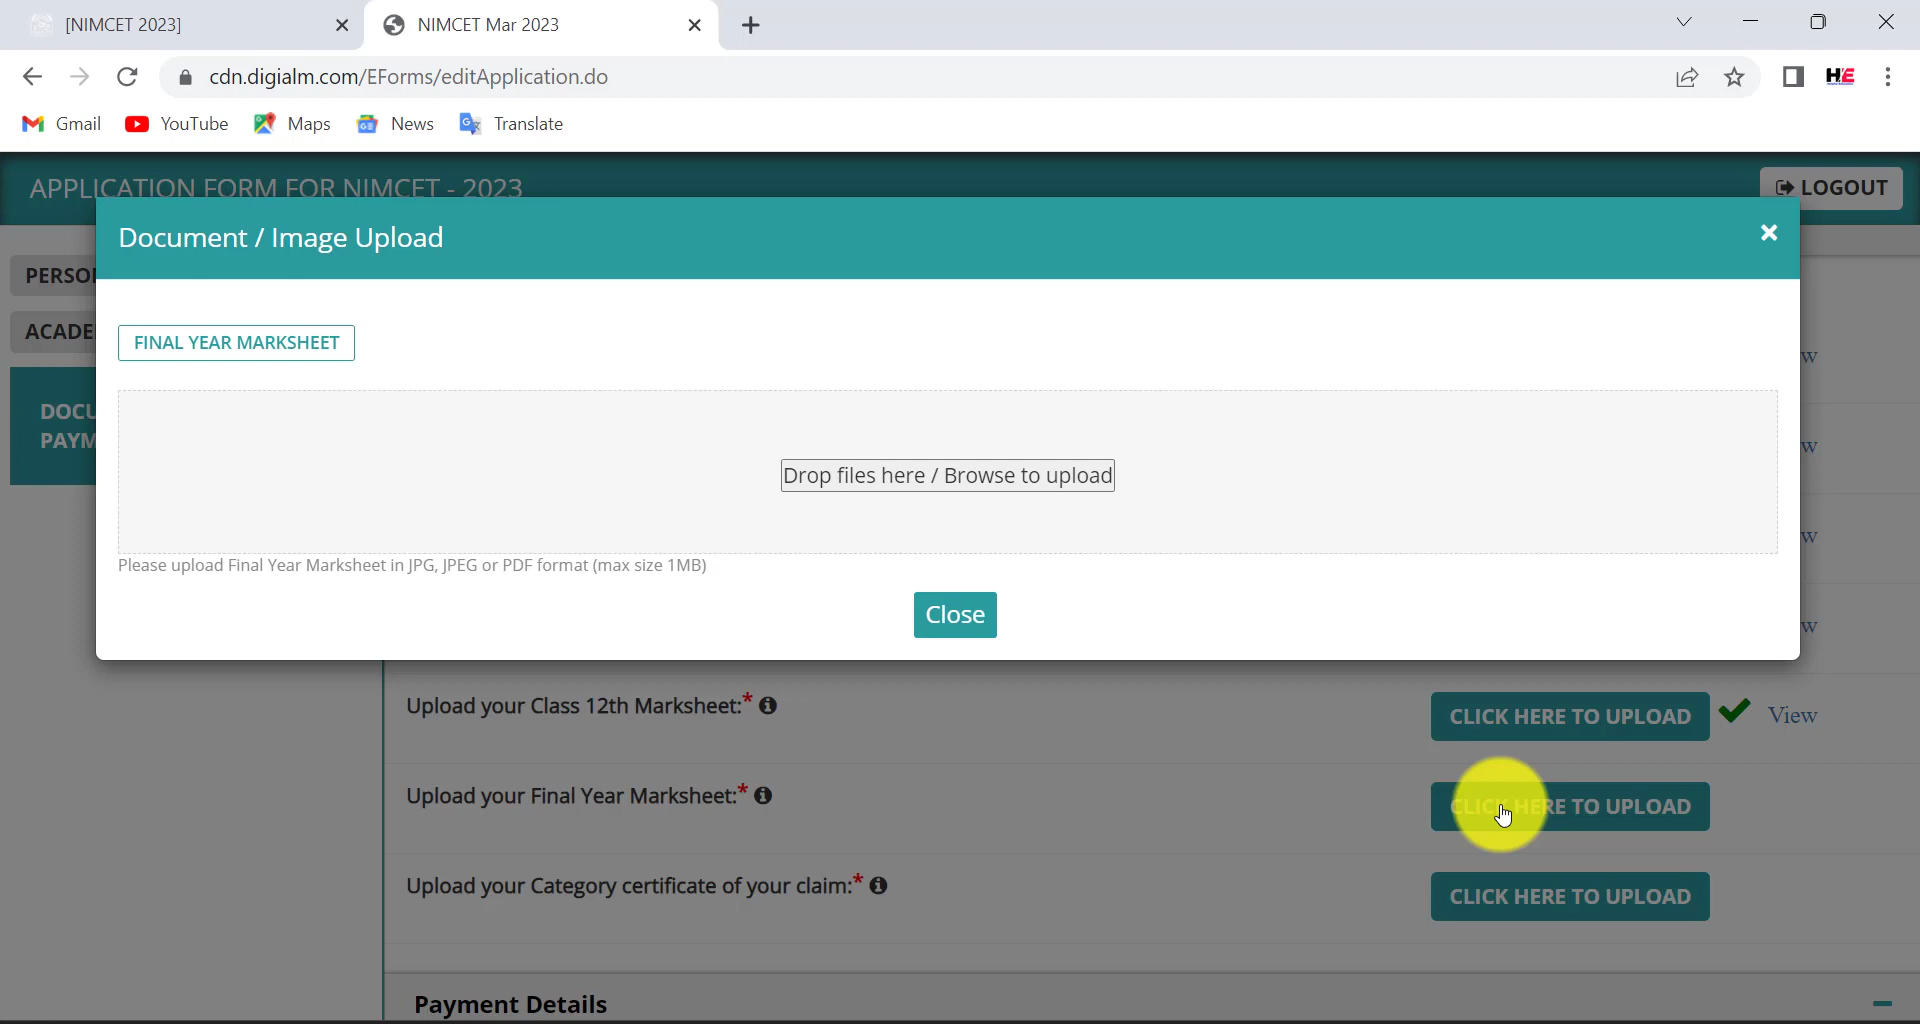 [NIMCET 2023]
NIMCET Mar 2023
cdn.digialm.com/EForms/editApplication.do
H/E
Gmail
YouTube
Maps
News
Translate
APPLICATION FORM FOR NIMCET - 2023
LOGOUT
Document / Image Upload
PERSO
ACADE
FINAL YEAR MARKSHEET
w
DOCU
PAYM
w
Drop files here / Browse to upload
w
Please upload Final Year Marksheet in JPG, JPEG or PDF format (max size 1MB)
Close
w
Upload your Class 12th Marksheet:*
CLICK HERE TO UPLOAD
View
Upload your Final Year Marksheet:*
CLICK HERE TO UPLOAD
Upload your Category certificate of your claim:*
CLICK HERE TO UPLOAD
Payment Details